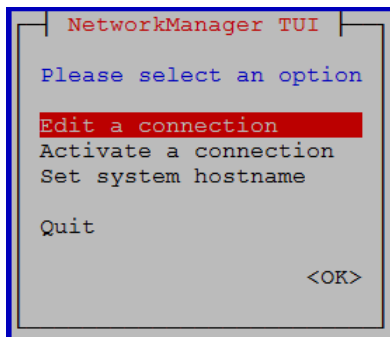 NetworkManager TUI
Please select an option
Edit a connection
Activate a connection
Set system hostname
Quit
<OK>